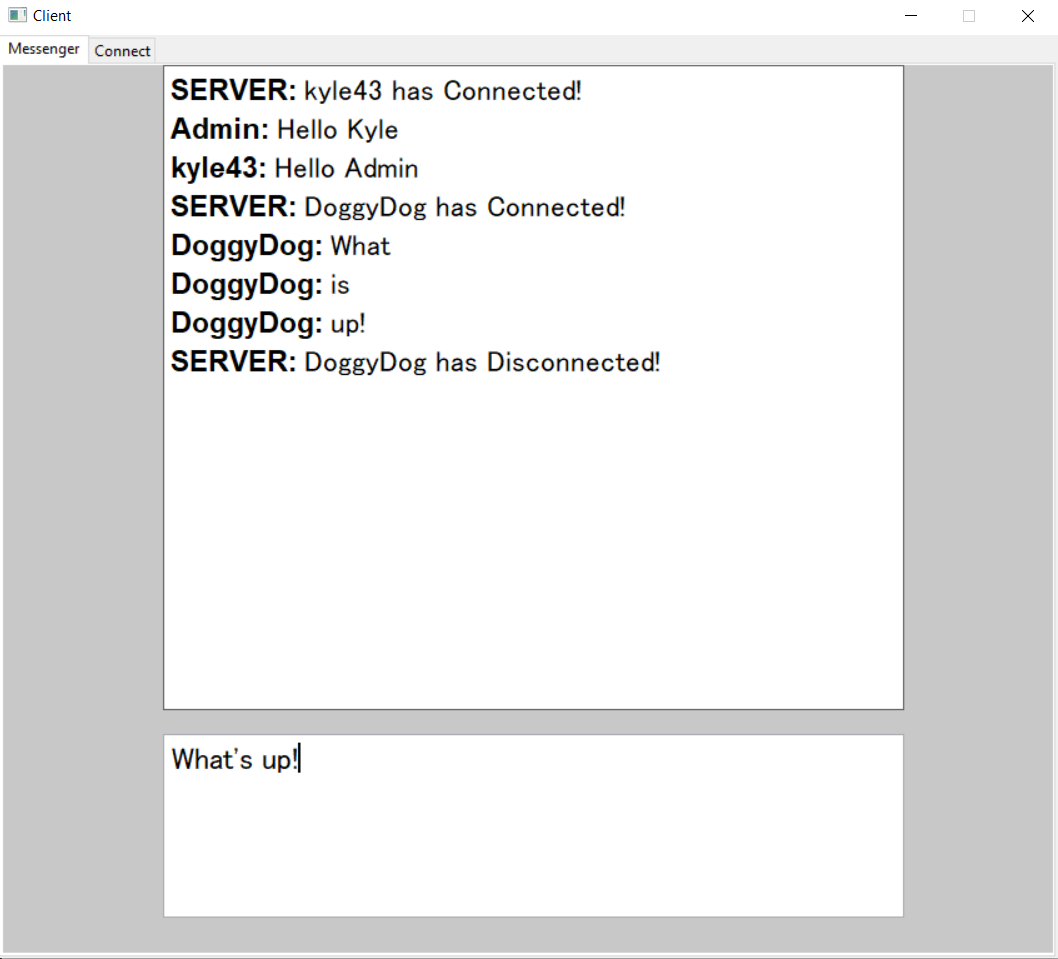 Client
Messenger Connect
SERVER: kyle43 has Connected!
Admin: Hello Kyle
kyle43: Hello Admin
SERVER: DoggyDog has Connected!
DoggyDog: What
DoggyDog: is
DoggyDog: up!
SERVER: DoggyDog has Disconnected!
What's up!